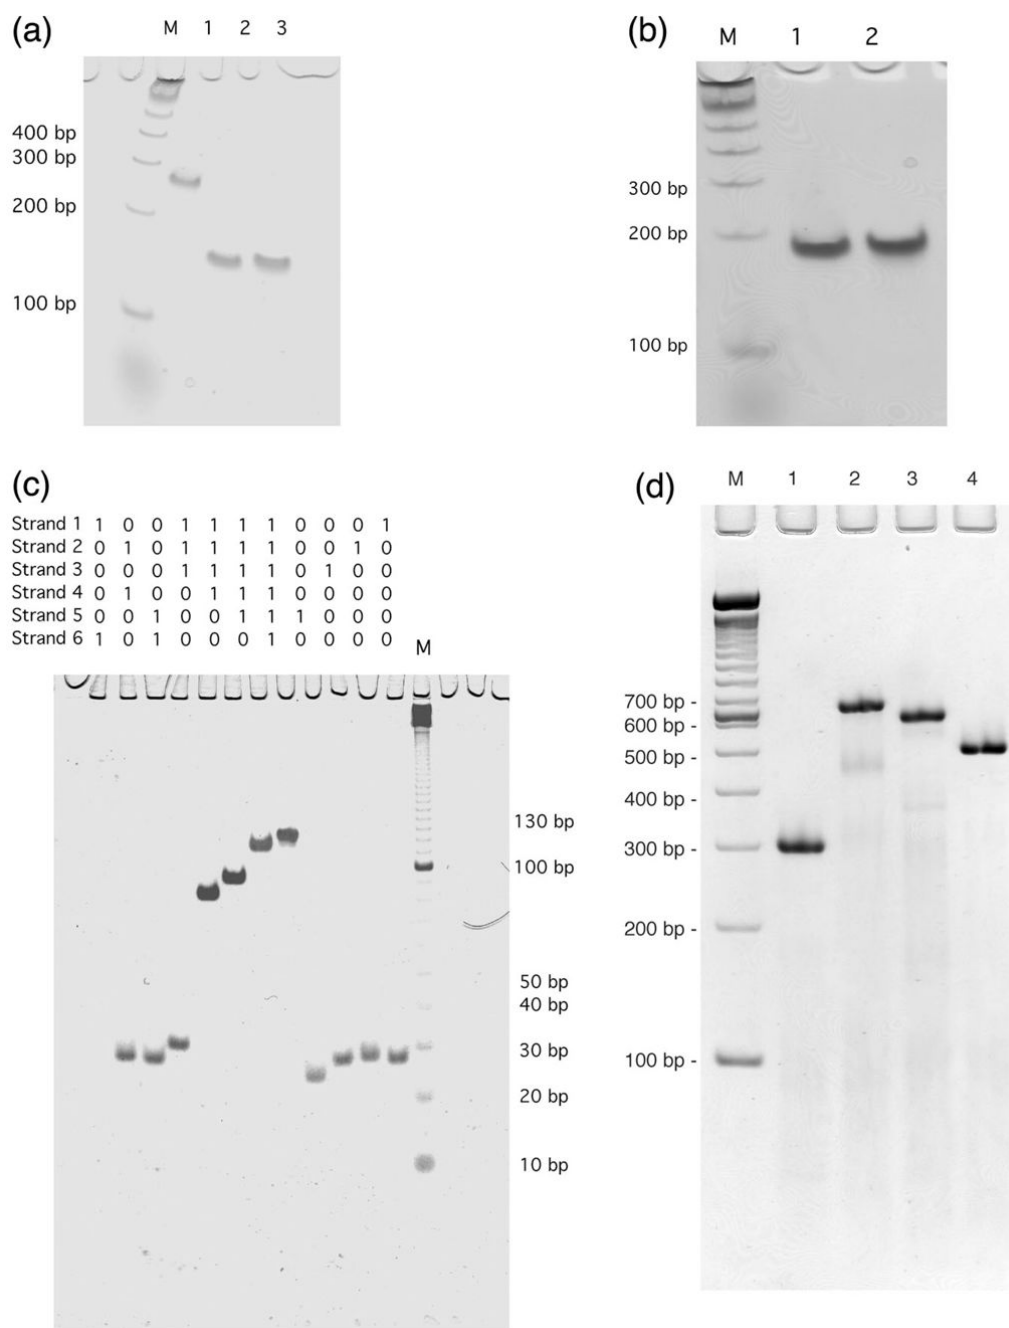 (a)
M 1 2 3
400 bp
300 bp
200 bp
100 bp
(b)
M 1 2
300 bp
200 bp
100 bp
(c)
Strand 1 1 0 0 1 1 1 1 0 0 0 1
Strand 2 0 1 0 1 1 1 1 0 0 1 0
Strand 3 0 0 0 1 1 1 1 0 1 0 0
Strand 4 0 1 0 0 1 1 1 0 0 0 0
Strand 5 0 0 1 0 0 1 1 1 0 0 0
Strand 6 1 0 1 0 0 0 1 0 0 0 0
M
130 bp
100 bp
50 bp
40 bp
30 bp
20 bp
10 bp
(d)
M 1 2 3 4
700 bp -
600 bp -
500 bp -
400 bp -
300 bp -
200 bp -
100 bp -